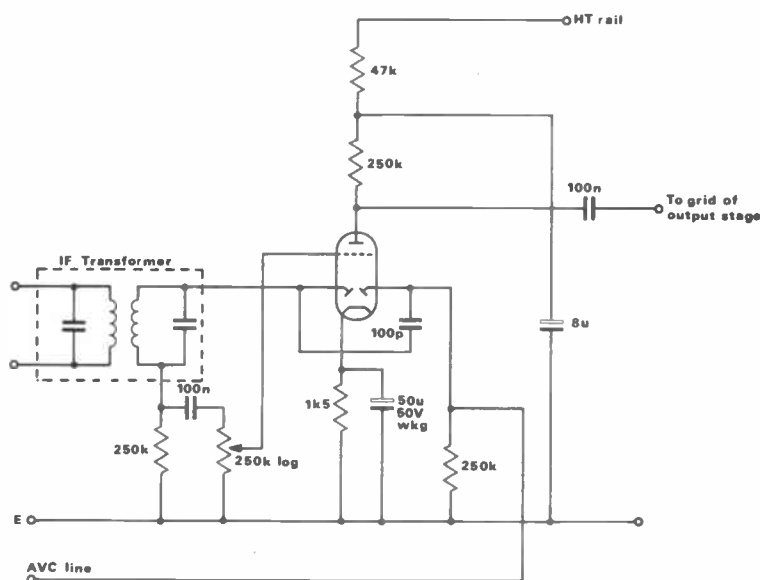 HT rail
47k
250k
100n
To grid of
output stage
IF Transformer
100p
8u
100n
1k5
50u
50V
wkg
250k
250k log
250k
E
AVC line